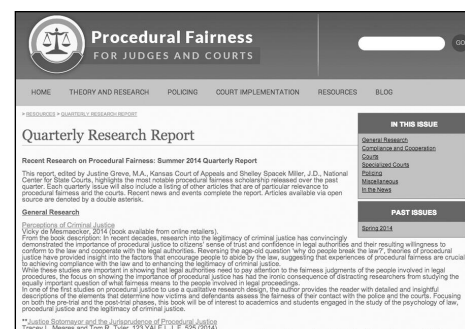 Procedural Fairness
FOR JUDGES AND COURTS
GO
HOME THEORY AND RESEARCH POLICING COURT IMPLEMENTATION RESOURCES BLOG
» RESOURCES > QUARTERLY RESEARCH REPORT
Quarterly Research Report
Recent Research on Procedural Fairness: Summer 2014 Quarterly Report
This report, edited by Justine Greve, M.A., Kansas Court of Appeals and Shelley Spacek Miller, J.D., National
Center for State Courts, highlights the most notable procedural fairness scholarship released over the past
quarter. Each quarterly issue will also include a listing of other articles that are of particular relevance to
procedural fairness and the courts. Recent news and events complete the report. Articles available via open
source are denoted by a double asterisk.
General Research
Perceptions of Criminal Justice
Vicky de Mesmaecker, 2014 (book available from online retailers).
From the book description: In recent decades, research into the legitimacy of criminal justice has convincingly
demonstrated the importance of procedural justice to citizens' sense of trust and confidence in legal authorities and their resulting willingness to
conform to the law and cooperate with the legal authorities. Reversing the age-old question 'why do people break the law?', theories of procedural
justice have provided insight into the factors that encourage people to abide by the law, suggesting that experiences of procedural fairness are crucial
to achieving compliance with the law and to enhancing the legitimacy of criminal justice.
While these studies are important in showing that legal authorities need to pay attention to the fairness judgments of the people involved in legal
procedures, the focus on showing the importance of procedural justice has had the ironic consequence of distracting researchers from studying the
equally important question of what fairness means to the people involved in legal proceedings.
In one of the first studies on procedural justice to use a qualitative research design, the author provides the reader with detailed and insightful
descriptions of the elements that determine how victims and defendants assess the fairness of their contact with the police and the courts. Focusing
on both the pre-trial and the post-trial phases, this book will be of interest to academics and students engaged in the study of the psychology of law,
procedural justice and the legitimacy of criminal justice.
**Justice Sotomayor and the Jurisprudence of Procedural Justice
Tracey L. Meares and Tom R. Tyler, 123 YALE L.J.F. 525 (2014)
IN THIS ISSUE
General Research
Compliance and Cooperation
Courts
Specialized Courts
Policing
Miscellaneous
In the News
PAST ISSUES
Spring 2014